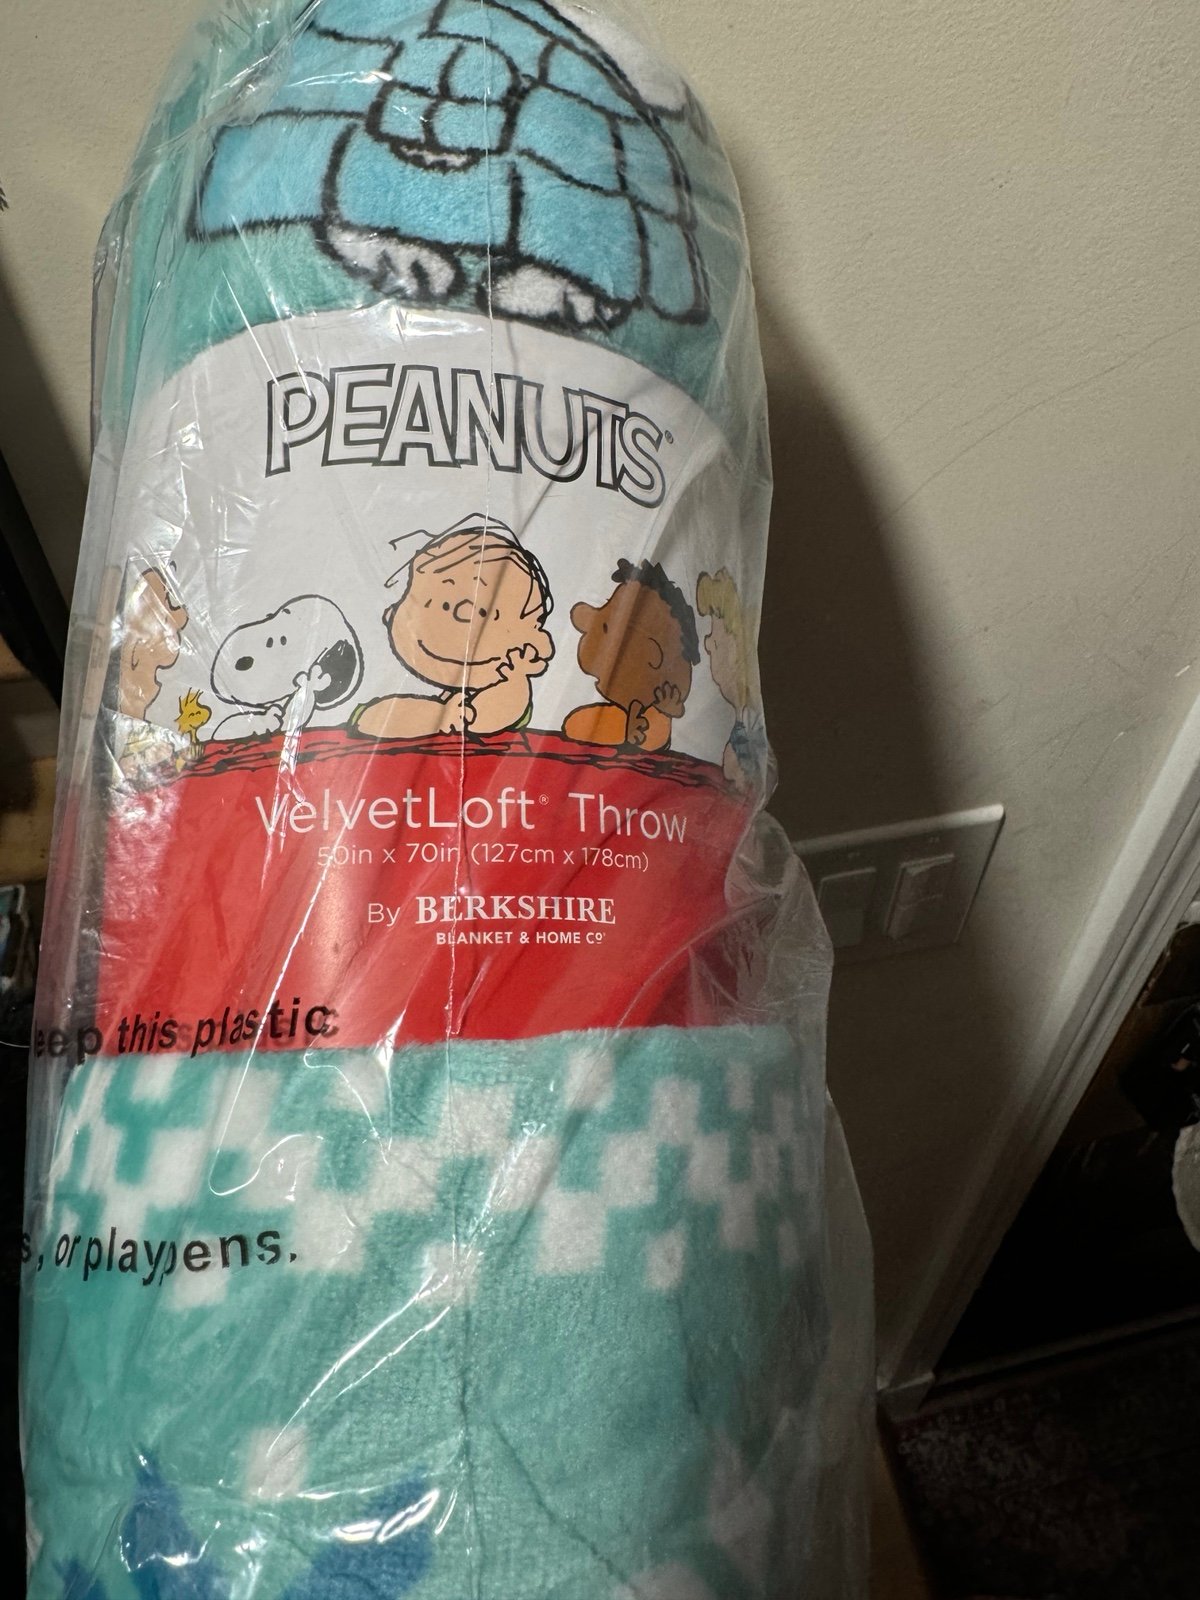 PEANUTS®
VelvetLoft® Throw
50in x 70in (127cm x 178cm)
By BERKSHIRE
BLANKET & HOME Cº
eep this plastic
s, or playpens.